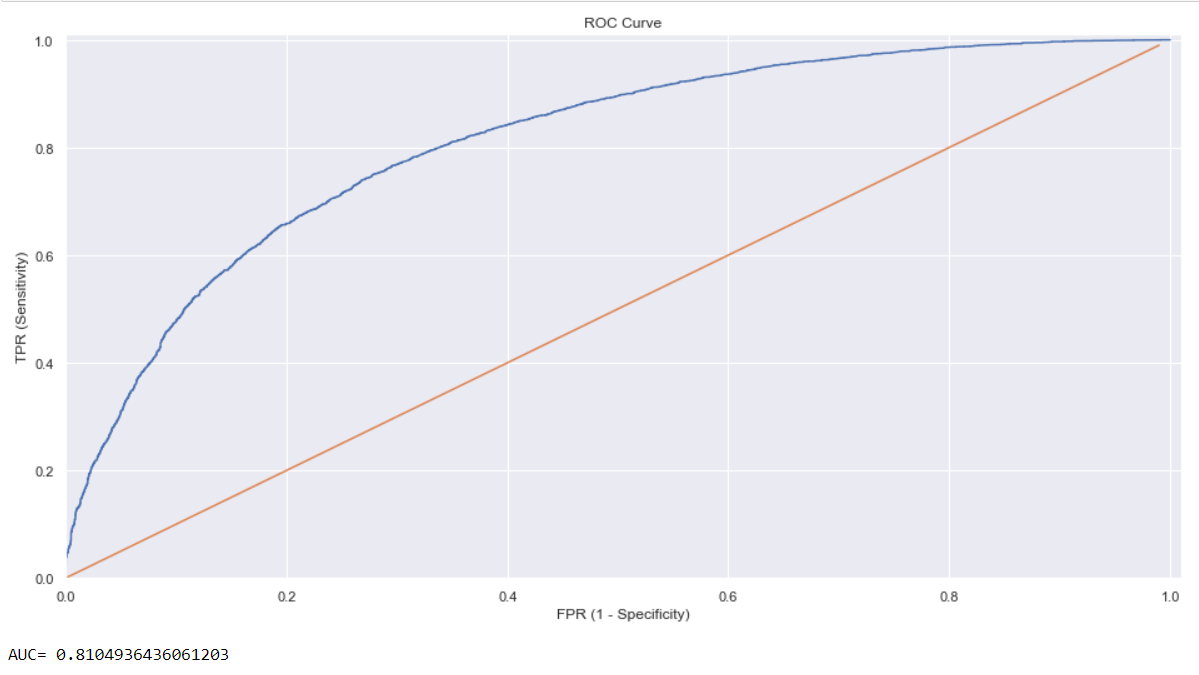 ROC Curve
1.0
0.8
0.6
0.4
0.2
0.0
TPR (Sensitivity)
0.0 0.2 0.4 0.6 0.8 1.0
FPR (1 - Specificity)
AUC= 0.8104936436061203